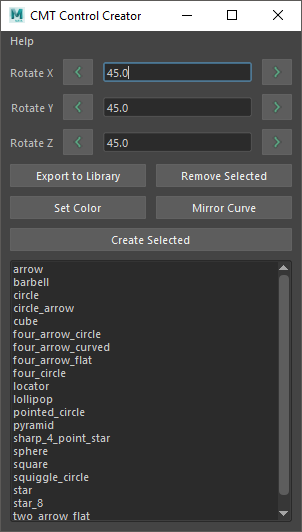 CMT Control Creator
Help
Rotate X < 45.0 >
Rotate Y < 45.0 >
Rotate Z < 45.0 >
Export to Library Remove Selected
Set Color Mirror Curve
Create Selected
arrow
barbell
circle
circle_arrow
cube
four_arrow_circle
four_arrow_curved
four_arrow_flat
four_circle
locator
lollipop
pointed_circle
pyramid
sharp_4_point_star
sphere
square
squiggle_circle
star
star_8
two_arrow_flat